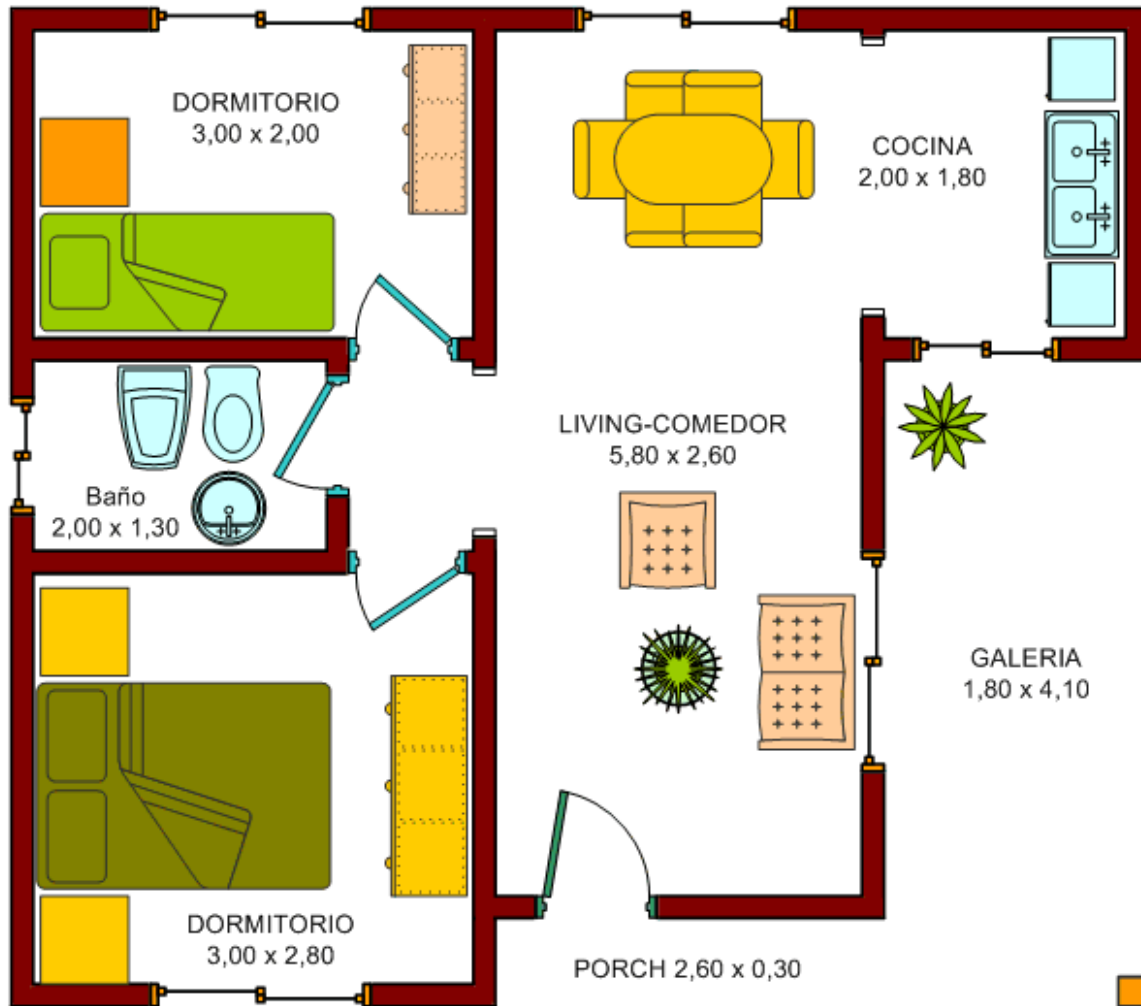 DORMITORIO
3,00 x 2,00
COCINA
2,00 x 1,80
LIVING-COMEDOR
5,80 x 2,60
Baño
2,00 x 1,30
GALERIA
1,80 x 4,10
DORMITORIO
3,00 x 2,80
PORCH 2,60 x 0,30